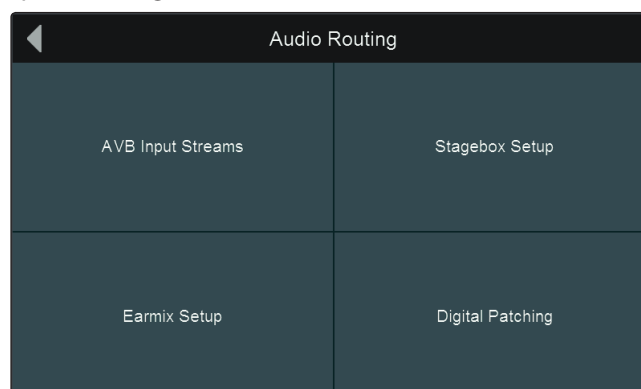 Audio Routing
AVB Input Streams
Stagebox Setup
Earmix Setup
Digital Patching